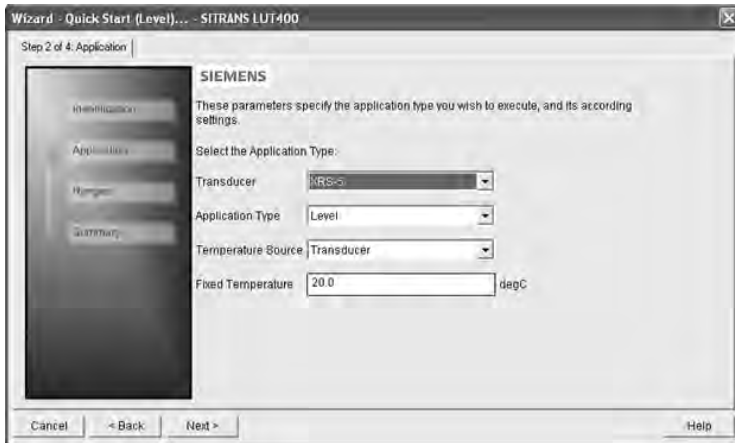 Wizard - Quick Start (Level)... - SITRANS LUT400
Step 2 of 4: Application
SIEMENS
Identification
Application
Ranges
Summary
These parameters specify the application type you wish to execute, and its according
settings.
Select the Application Type:
Transducer XRS-5
Application Type Level
Temperature Source Transducer
Fixed Temperature 20.0 degC
Cancel < Back Next > Help